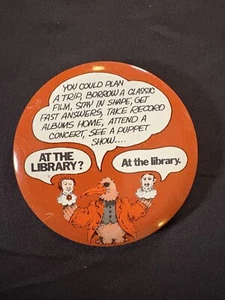 YOU COULD PLAN
A TRIP, BORROW A CLASSIC
FILM, STAY IN SHAPE, GET
FAST ANSWERS, TAKE RECORD
ALBUMS HOME, ATTEND A
CONCERT, SEE A PUPPET
SHOW....
AT THE
LIBRARY?
At the library.